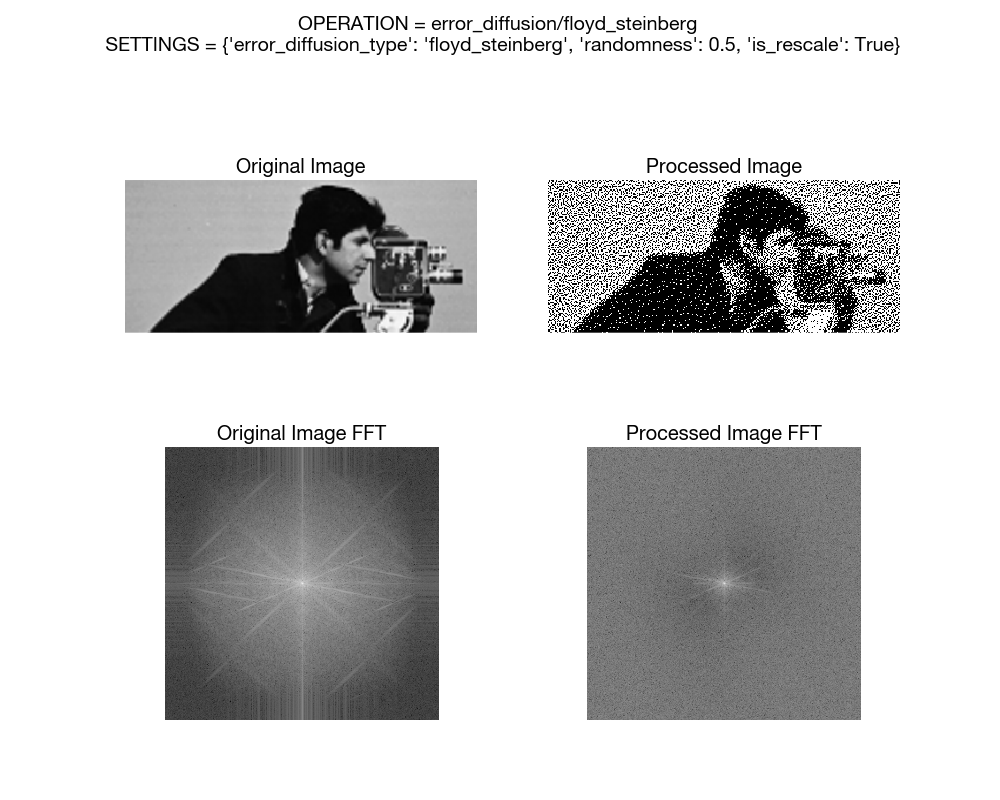 OPERATION = error_diffusion/floyd_steinberg
SETTINGS = {'error_diffusion_type': 'floyd_steinberg', 'randomness': 0.5, 'is_rescale': True}
Original Image
Processed Image
Original Image FFT
Processed Image FFT